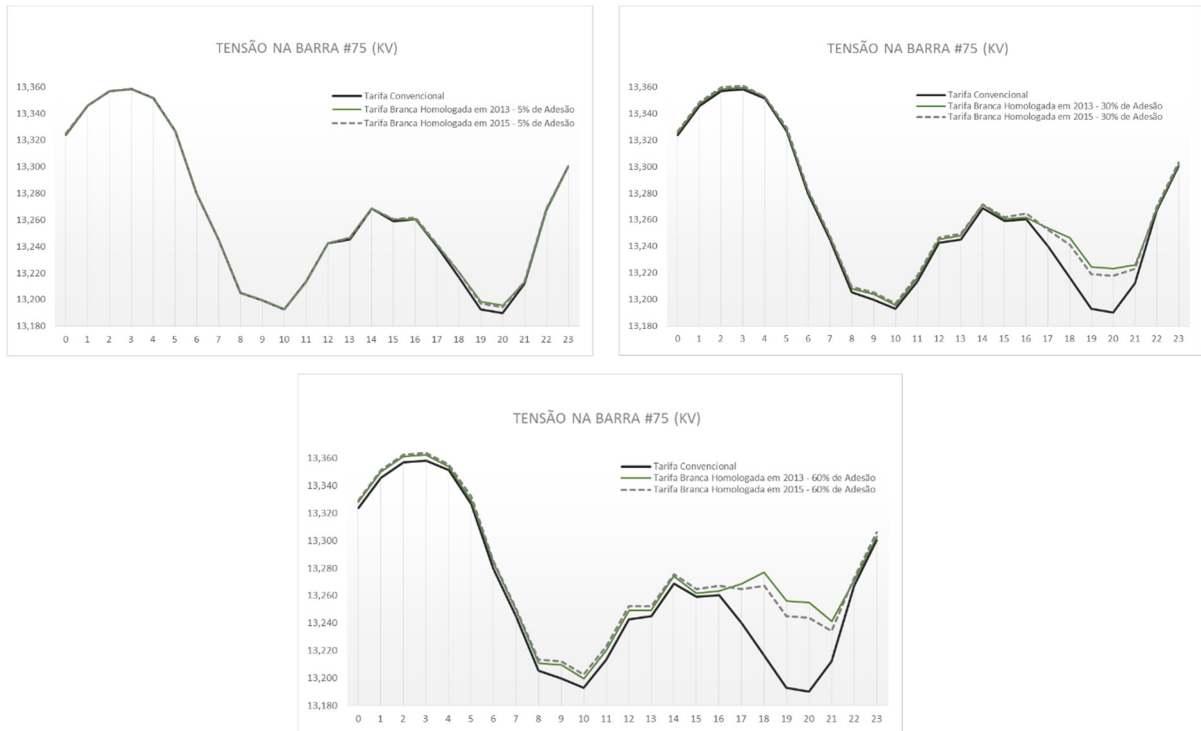 TENSÃO NA BARRA #75 (KV)
Tarifa Convencional
Tarifa Branca Homologada em 2013 - 5% de Adesão
Tarifa Branca Homologada em 2015 - 5% de Adesão
13,360
13,340
13,320
13,300
13,280
13,260
13,240
13,220
13,200
13,180
0 1 2 3 4 5 6 7 8 9 10 11 12 13 14 15 16 17 18 19 20 21 22 23
TENSÃO NA BARRA #75 (KV)
Tarifa Convencional
Tarifa Branca Homologada em 2013 - 30% de Adesão
Tarifa Branca Homologada em 2015 - 30% de Adesão
13,360
13,340
13,320
13,300
13,280
13,260
13,240
13,220
13,200
13,180
0 1 2 3 4 5 6 7 8 9 10 11 12 13 14 15 16 17 18 19 20 21 22 23
TENSÃO NA BARRA #75 (KV)
Tarifa Convencional
Tarifa Branca Homologada em 2013 - 60% de Adesão
Tarifa Branca Homologada em 2015 - 60% de Adesão
13,360
13,340
13,320
13,300
13,280
13,260
13,240
13,220
13,200
13,180
0 1 2 3 4 5 6 7 8 9 10 11 12 13 14 15 16 17 18 19 20 21 22 23